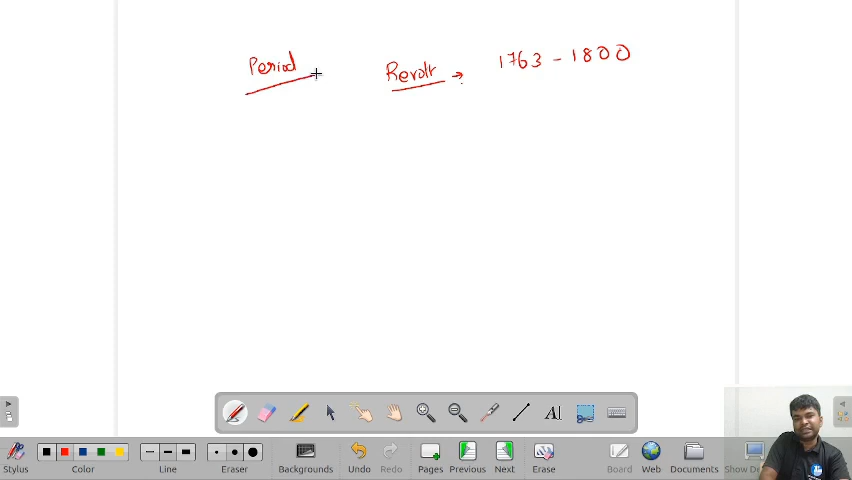 Period Revolt → 1763 - 1800
Stylus Color Line Eraser Backgrounds Undo Redo Pages Previous Next Erase Board Web Documents